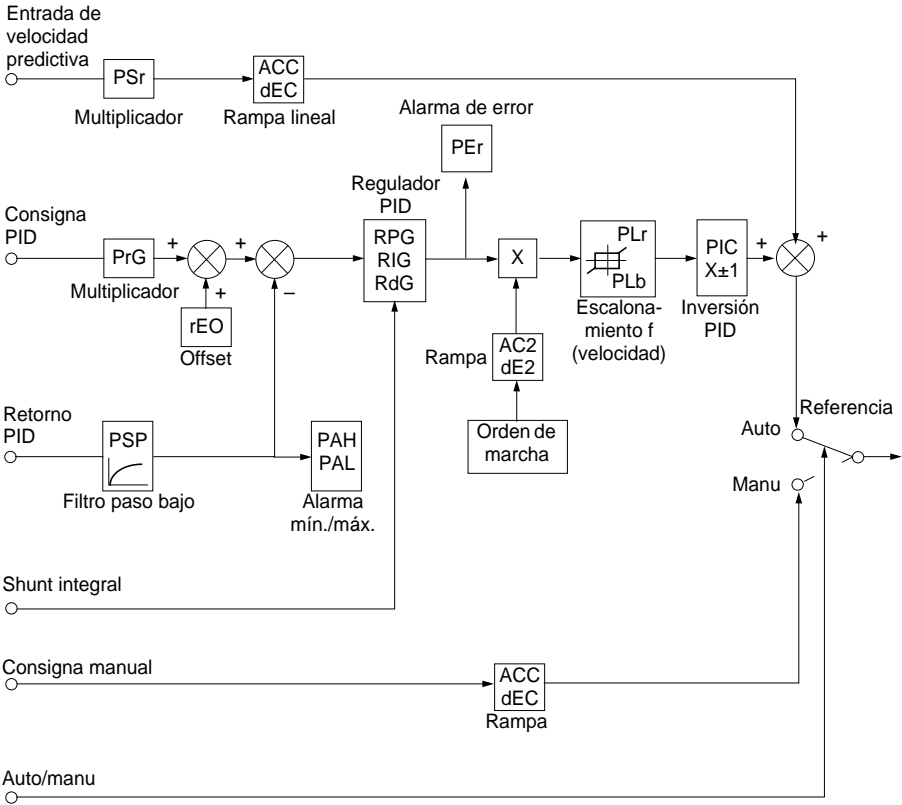 Entrada de
velocidad
predictiva
PSr
Multiplicador
ACC
dEC
Rampa lineal
Alarma de error
PEr
Consigna
PID
PrG
Multiplicador
+
+
+
rEO
Offset
–
Regulador
PID
RPG
RIG
RdG
X
Rampa
AC2
dE2
Orden de
marcha
PLr
PLb
Escalona-
miento f
(velocidad)
PIC
X±1
Inversión
PID
+
+
Retorno
PID
PSP
Filtro paso bajo
PAH
PAL
Alarma
mín./máx.
Referencia
Auto
Manu
Shunt integral
Consigna manual
ACC
dEC
Rampa
Auto/manu